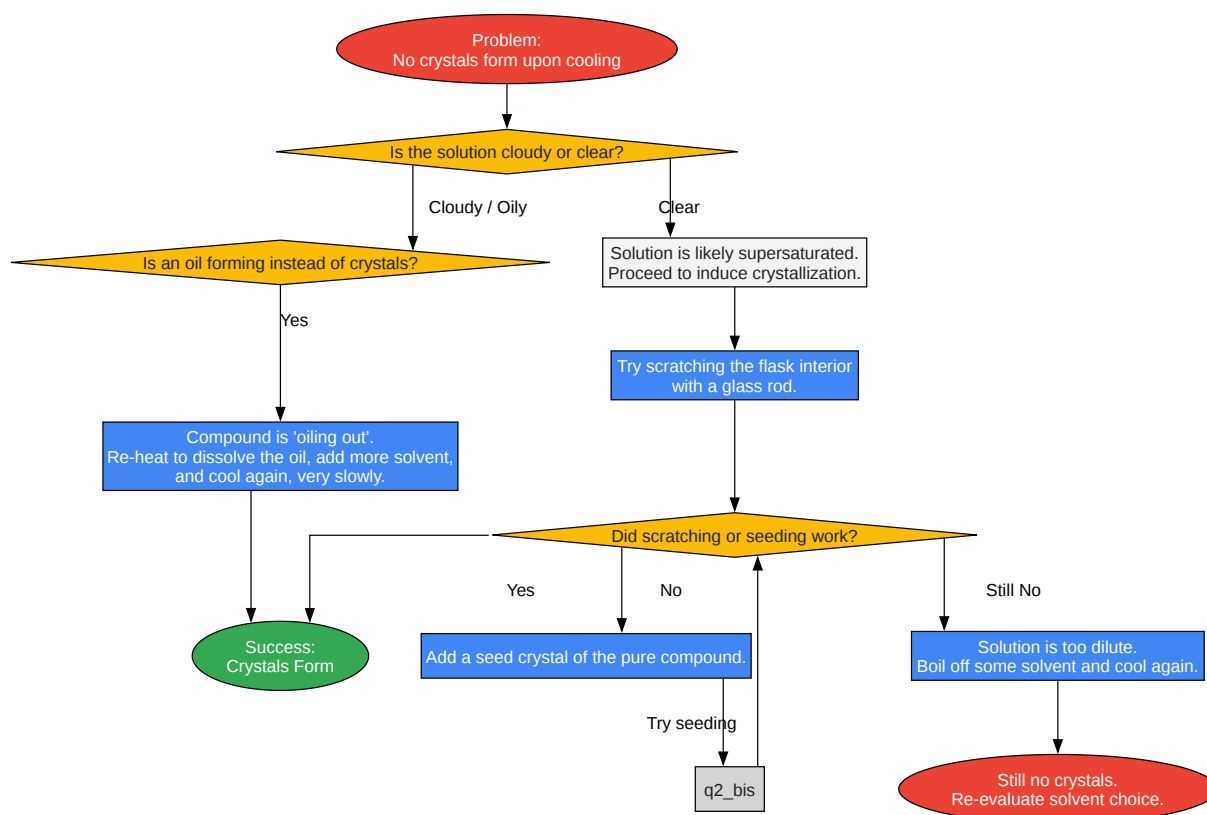 Problem:
No crystals form upon cooling
Is the solution cloudy or clear?
Cloudy / Oily
Clear
Is an oil forming instead of crystals?
Solution is likely supersaturated.
Proceed to induce crystallization.
Yes
Try scratching the flask interior
with a glass rod.
Compound is 'oiling out'.
Re-heat to dissolve the oil, add more solvent,
and cool again, very slowly.
Did scratching or seeding work?
Yes
No
Still No
Success:
Crystals Form
Add a seed crystal of the pure compound.
Solution is too dilute.
Boil off some solvent and cool again.
Try seeding
q2_bis
Still no crystals.
Re-evaluate solvent choice.